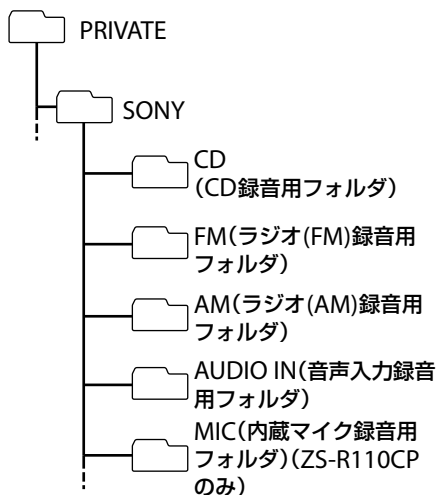 PRIVATE
SONY
CD
(CD録音用フォルダ)
FM(ラジオ(FM)録音用
フォルダ)
AM(ラジオ(AM)録音用
フォルダ)
AUDIO IN(音声入力録音
用フォルダ)
MIC(内蔵マイク録音用
フォルダ)(ZS-R110CP
のみ)